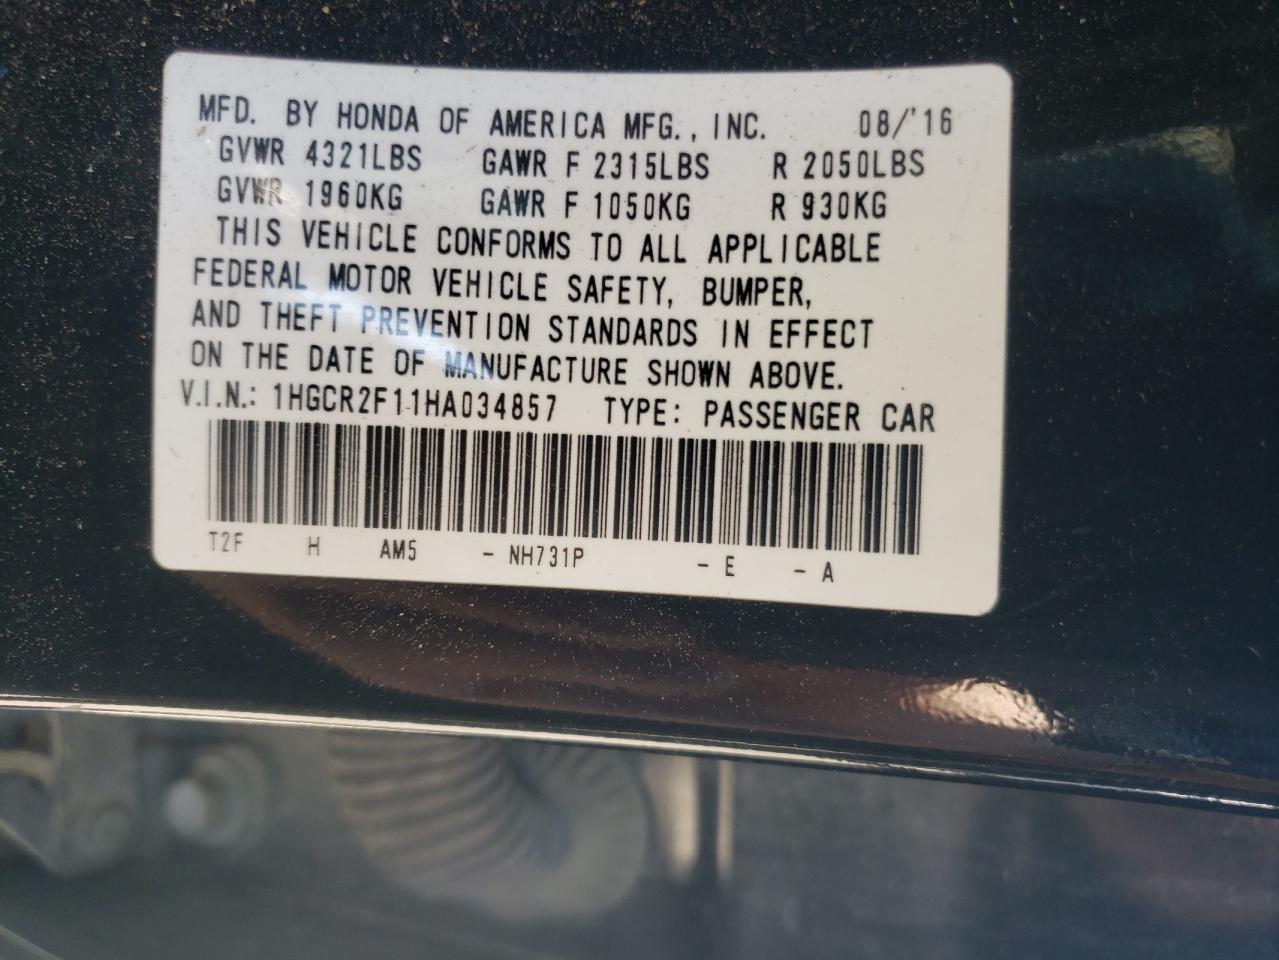 MFD. BY HONDA OF AMERICA MFG., INC. 08/'16
GVWR 4321LBS GAWR F 2315LBS R 2050LBS
GVWR 1960KG GAWR F 1050KG R 930KG
THIS VEHICLE CONFORMS TO ALL APPLICABLE
FEDERAL MOTOR VEHICLE SAFETY, BUMPER,
AND THEFT PREVENTION STANDARDS IN EFFECT
ON THE DATE OF MANUFACTURE SHOWN ABOVE.
V.I.N.: 1HGCR2F11HA034857 TYPE: PASSENGER CAR
T2F H AM5 - NH731P - E - A